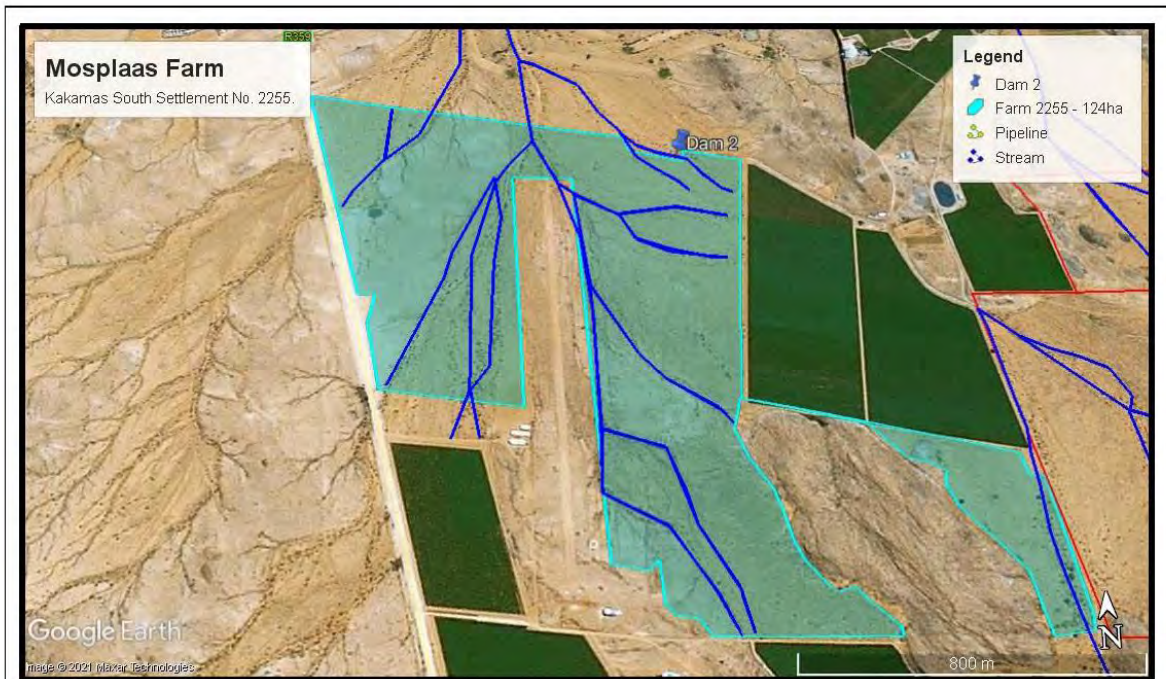 R359
Mosplaas Farm
Kakamas South Settlement No. 2255.
Legend
Dam 2
Farm 2255 - 124ha
Pipeline
Stream
Dam 2
Google Earth
Image © 2021 Maxar Technologies
N
800 m